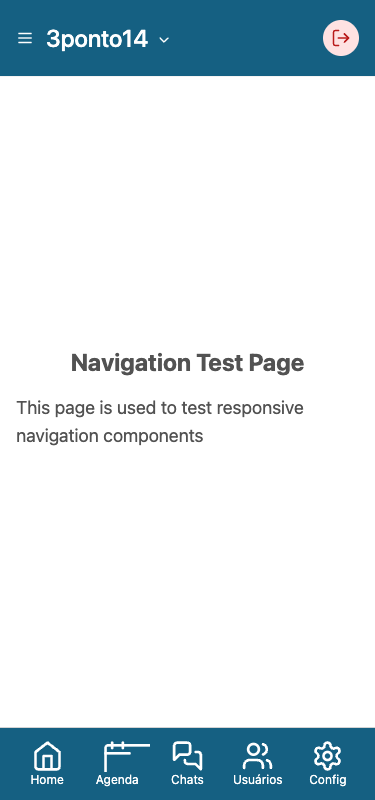 3ponto14
Navigation Test Page
This page is used to test responsive
navigation components
Home Agenda Chats Usuários Config